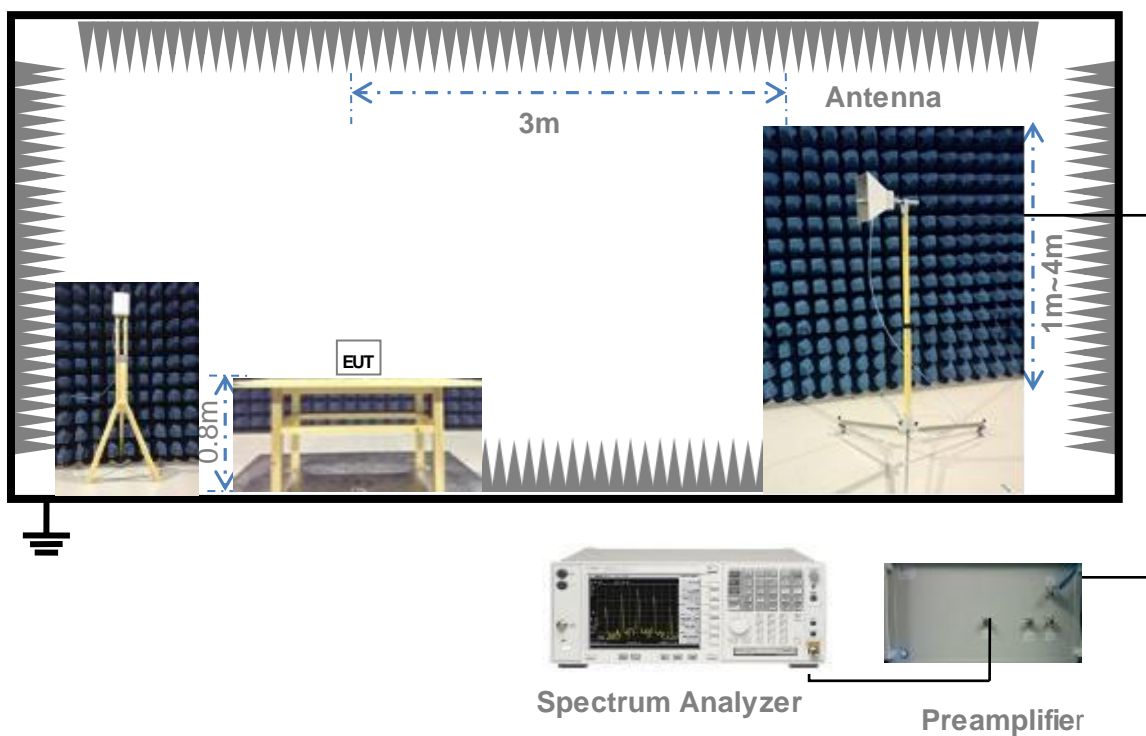 Antenna
3m
1m~4m
EUT
0.8m
Spectrum Analyzer
Preamplifier